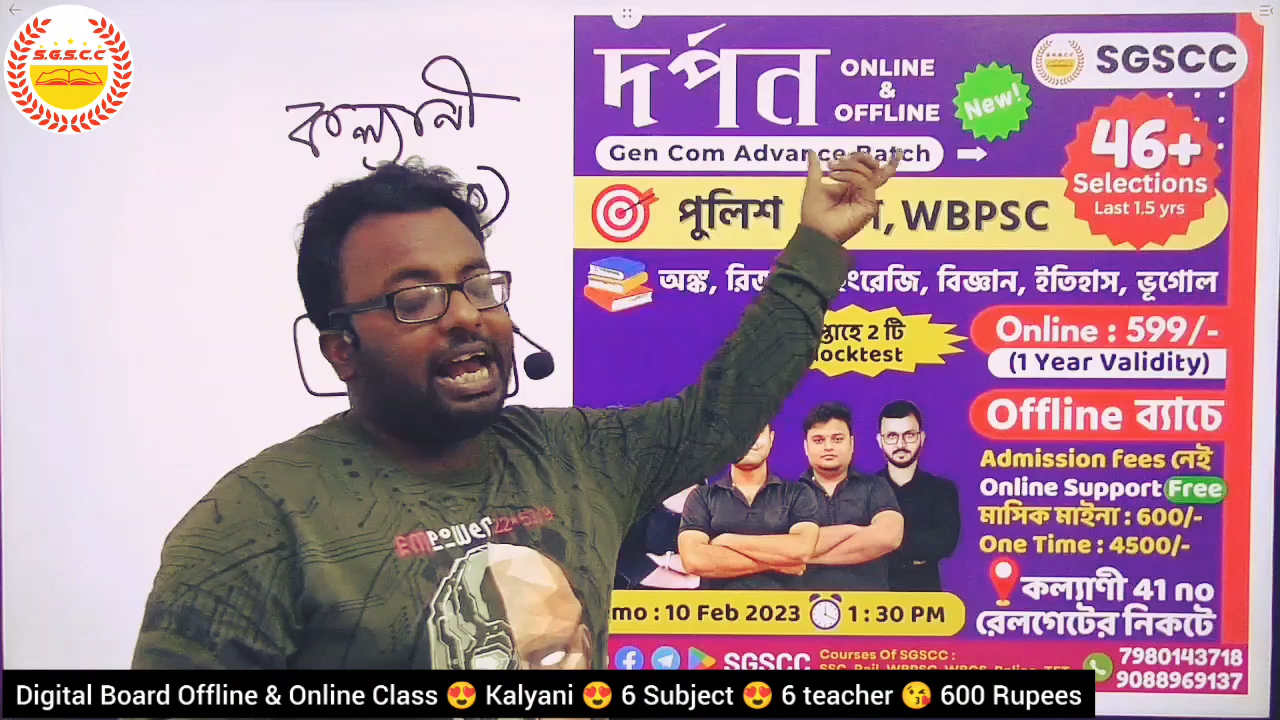 S.G.S.C.C
কল্যানী
দর্পন
ONLINE
&
OFFLINE
New!
SGSCC
Gen Com Advance Batch
46+
Selections
Last 1.5 yrs
পুলিশ
, WBPSC
অঙ্ক,
ইংরেজি, বিজ্ঞান, ইতিহাস, ভূগোল
2 টি
Online : 599/-
(1 Year Validity)
Offline ব্যাচে
Admission fees নেই
Online Support Free
মাসিক মাইনা : 600/-
One Time : 4500/-
কল্যাণী 41 no
রেলগেটের নিকটে
: 10 Feb 2023
1 : 30 PM
EMPOWER
SGSCC
Courses Of SGSCC :
7980143718
9088969137
Digital Board Offline & Online Class 😍 Kalyani 😍 6 Subject 😍 6 teacher 😘 600 Rupees